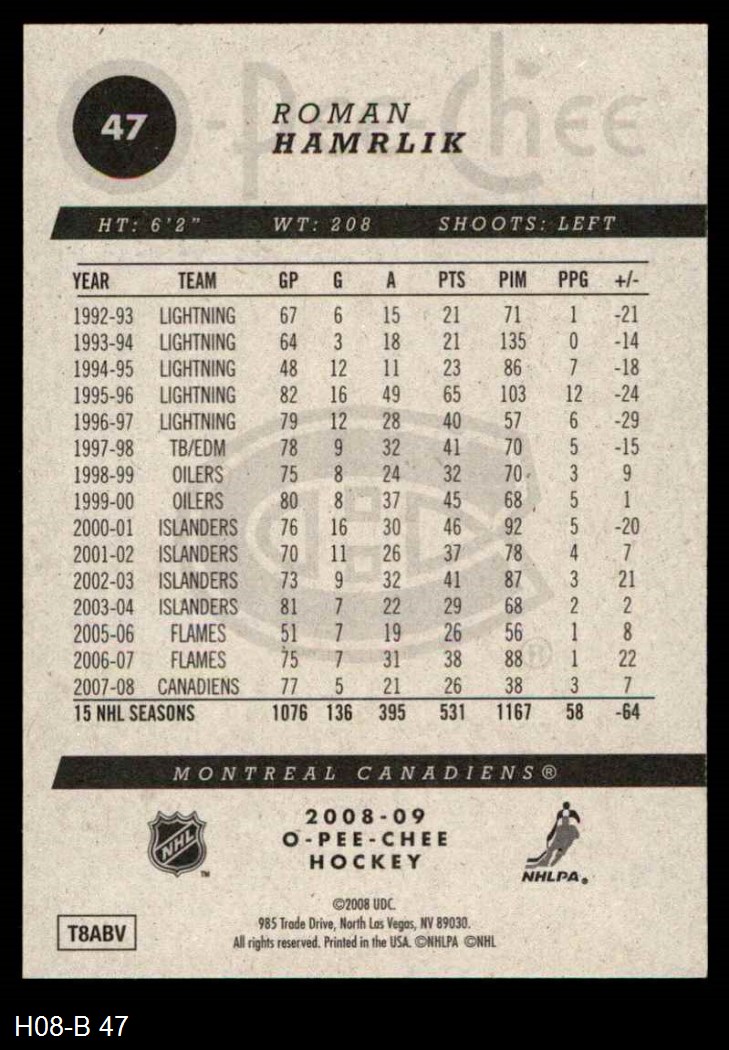 O-Pee-Chee
47
ROMAN
HAMRLIK
HT: 6'2" WT: 208 SHOOTS: LEFT
YEAR TEAM GP G A PTS PIM PPG +/-
1992-93 LIGHTNING 67 6 15 21 71 1 -21
1993-94 LIGHTNING 64 3 18 21 135 0 -14
1994-95 LIGHTNING 48 12 11 23 86 7 -18
1995-96 LIGHTNING 82 16 49 65 103 12 -24
1996-97 LIGHTNING 79 12 28 40 57 6 -29
1997-98 TB/EDM 78 9 32 41 70 5 -15
1998-99 OILERS 75 8 24 32 70 3 9
1999-00 OILERS 80 8 37 45 68 5 1
2000-01 ISLANDERS 76 16 30 46 92 5 -20
2001-02 ISLANDERS 70 11 26 37 78 4 7
2002-03 ISLANDERS 73 9 32 41 87 3 21
2003-04 ISLANDERS 81 7 22 29 68 2 2
2005-06 FLAMES 51 7 19 26 56 1 8
2006-07 FLAMES 75 7 31 38 88 1 22
2007-08 CANADIENS 77 5 21 26 38 3 7
15 NHL SEASONS 1076 136 395 531 1167 58 -64
MONTREAL CANADIENS®
NHL TM
2008-09
O-PEE-CHEE
HOCKEY
NHLPA®
©2008 UDC.
985 Trade Drive, North Las Vegas, NV 89030.
All rights reserved. Printed in the USA. ©NHLPA ©NHL
T8ABV
H08-B 47